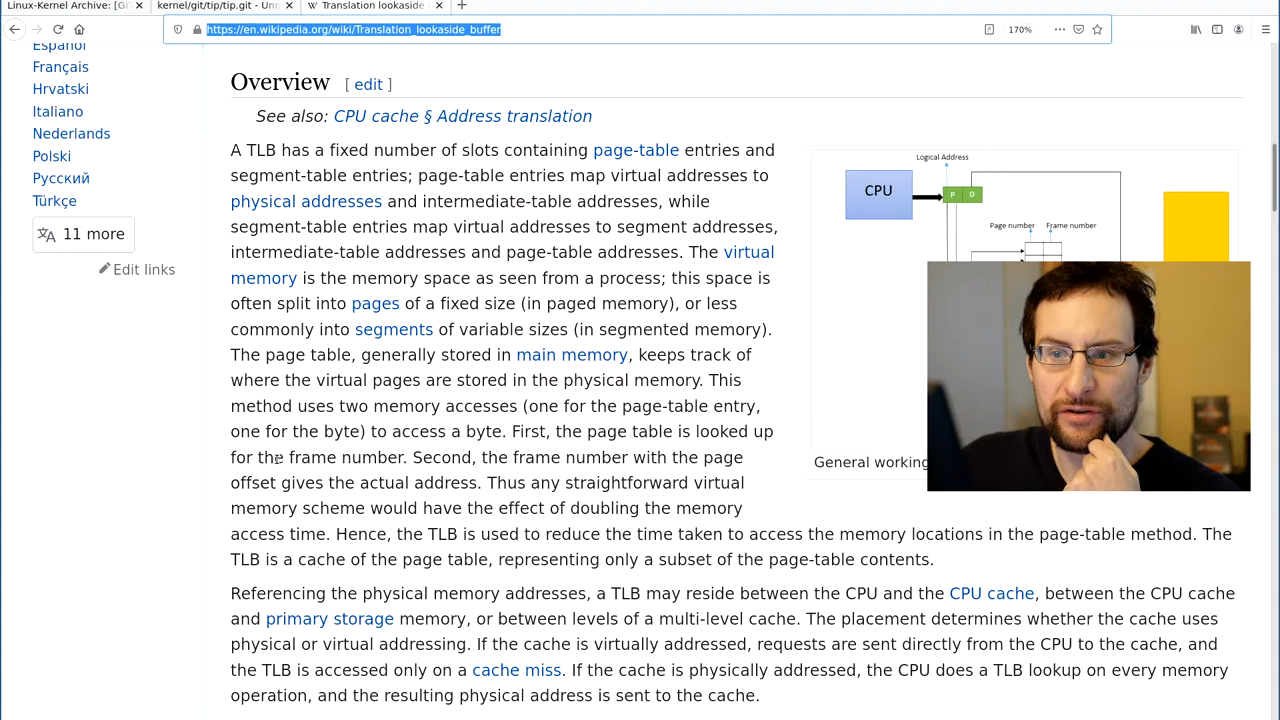 Linux-Kernel Archive: [GI
kernel/git/tip/tip.git - Unn
Translation lookaside
https://en.wikipedia.org/wiki/Translation_lookaside_buffer
170%
Español
Français
Hrvatski
Italiano
Nederlands
Polski
Русский
Türkçe
11 more
Edit links
Overview [ edit ]
See also: CPU cache § Address translation
A TLB has a fixed number of slots containing page-table entries and
segment-table entries; page-table entries map virtual addresses to
physical addresses and intermediate-table addresses, while
segment-table entries map virtual addresses to segment addresses,
intermediate-table addresses and page-table addresses. The virtual
memory is the memory space as seen from a process; this space is
often split into pages of a fixed size (in paged memory), or less
commonly into segments of variable sizes (in segmented memory).
The page table, generally stored in main memory, keeps track of
where the virtual pages are stored in the physical memory. This
method uses two memory accesses (one for the page-table entry,
one for the byte) to access a byte. First, the page table is looked up
for the frame number. Second, the frame number with the page
offset gives the actual address. Thus any straightforward virtual
memory scheme would have the effect of doubling the memory
access time. Hence, the TLB is used to reduce the time taken to access the memory locations in the page-table method. The
TLB is a cache of the page table, representing only a subset of the page-table contents.
Logical Address
CPU
P D
Page number Frame number
General working
Referencing the physical memory addresses, a TLB may reside between the CPU and the CPU cache, between the CPU cache
and primary storage memory, or between levels of a multi-level cache. The placement determines whether the cache uses
physical or virtual addressing. If the cache is virtually addressed, requests are sent directly from the CPU to the cache, and
the TLB is accessed only on a cache miss. If the cache is physically addressed, the CPU does a TLB lookup on every memory
operation, and the resulting physical address is sent to the cache.